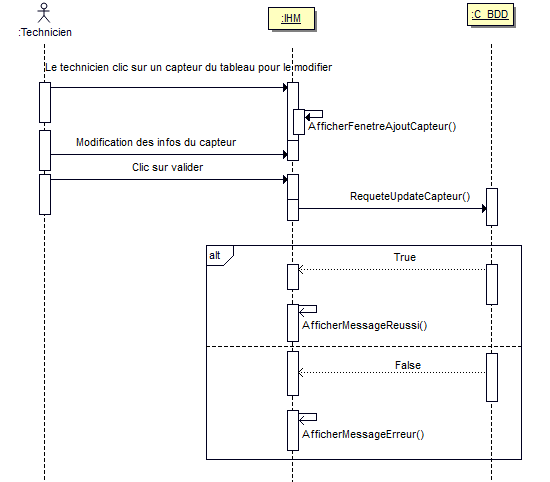 :Technicien
:IHM
:C_BDD
Le technicien clic sur un capteur du tableau pour le modifier
AfficherFenetreAjoutCapteur()
Modification des infos du capteur
Clic sur valider
RequeteUpdateCapteur()
alt
True
AfficherMessageReussi()
False
AfficherMessageErreur()